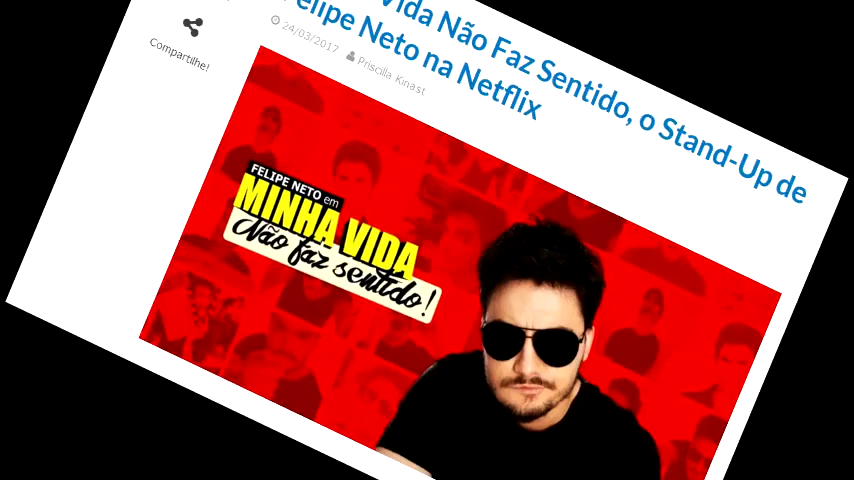 Vida Não Faz Sentido, o Stand-Up de
Felipe Neto na Netflix
24/03/2017 Priscilla Kinast
Compartilhe!
FELIPE NETO em
MINHA VIDA
Não faz sentido!